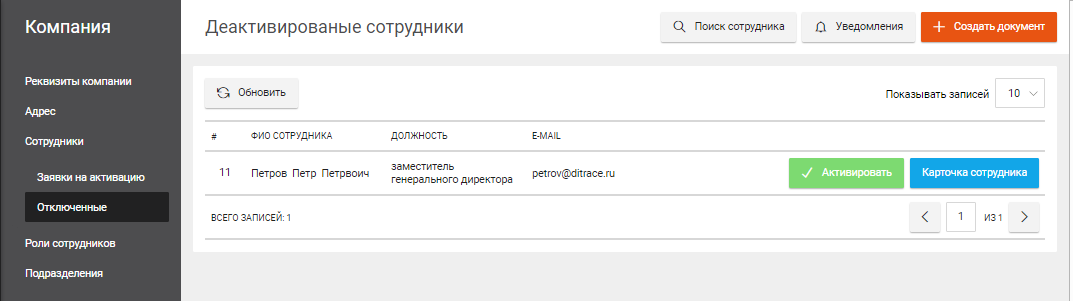 Компания
Деактивированые сотрудники
Поиск сотрудника
Уведомления
Создать документ
Реквизиты компании
Адрес
Сотрудники
Заявки на активацию
Отключенные
Роли сотрудников
Подразделения
Обновить
Показывать записей 10
# ФИО СОТРУДНИКА ДОЛЖНОСТЬ E-MAIL
11 Петров Петр Петрвоич заместитель
генерального директора petrov@ditrace.ru
Активировать
Карточка сотрудника
ВСЕГО ЗАПИСЕЙ: 1
1 ИЗ 1